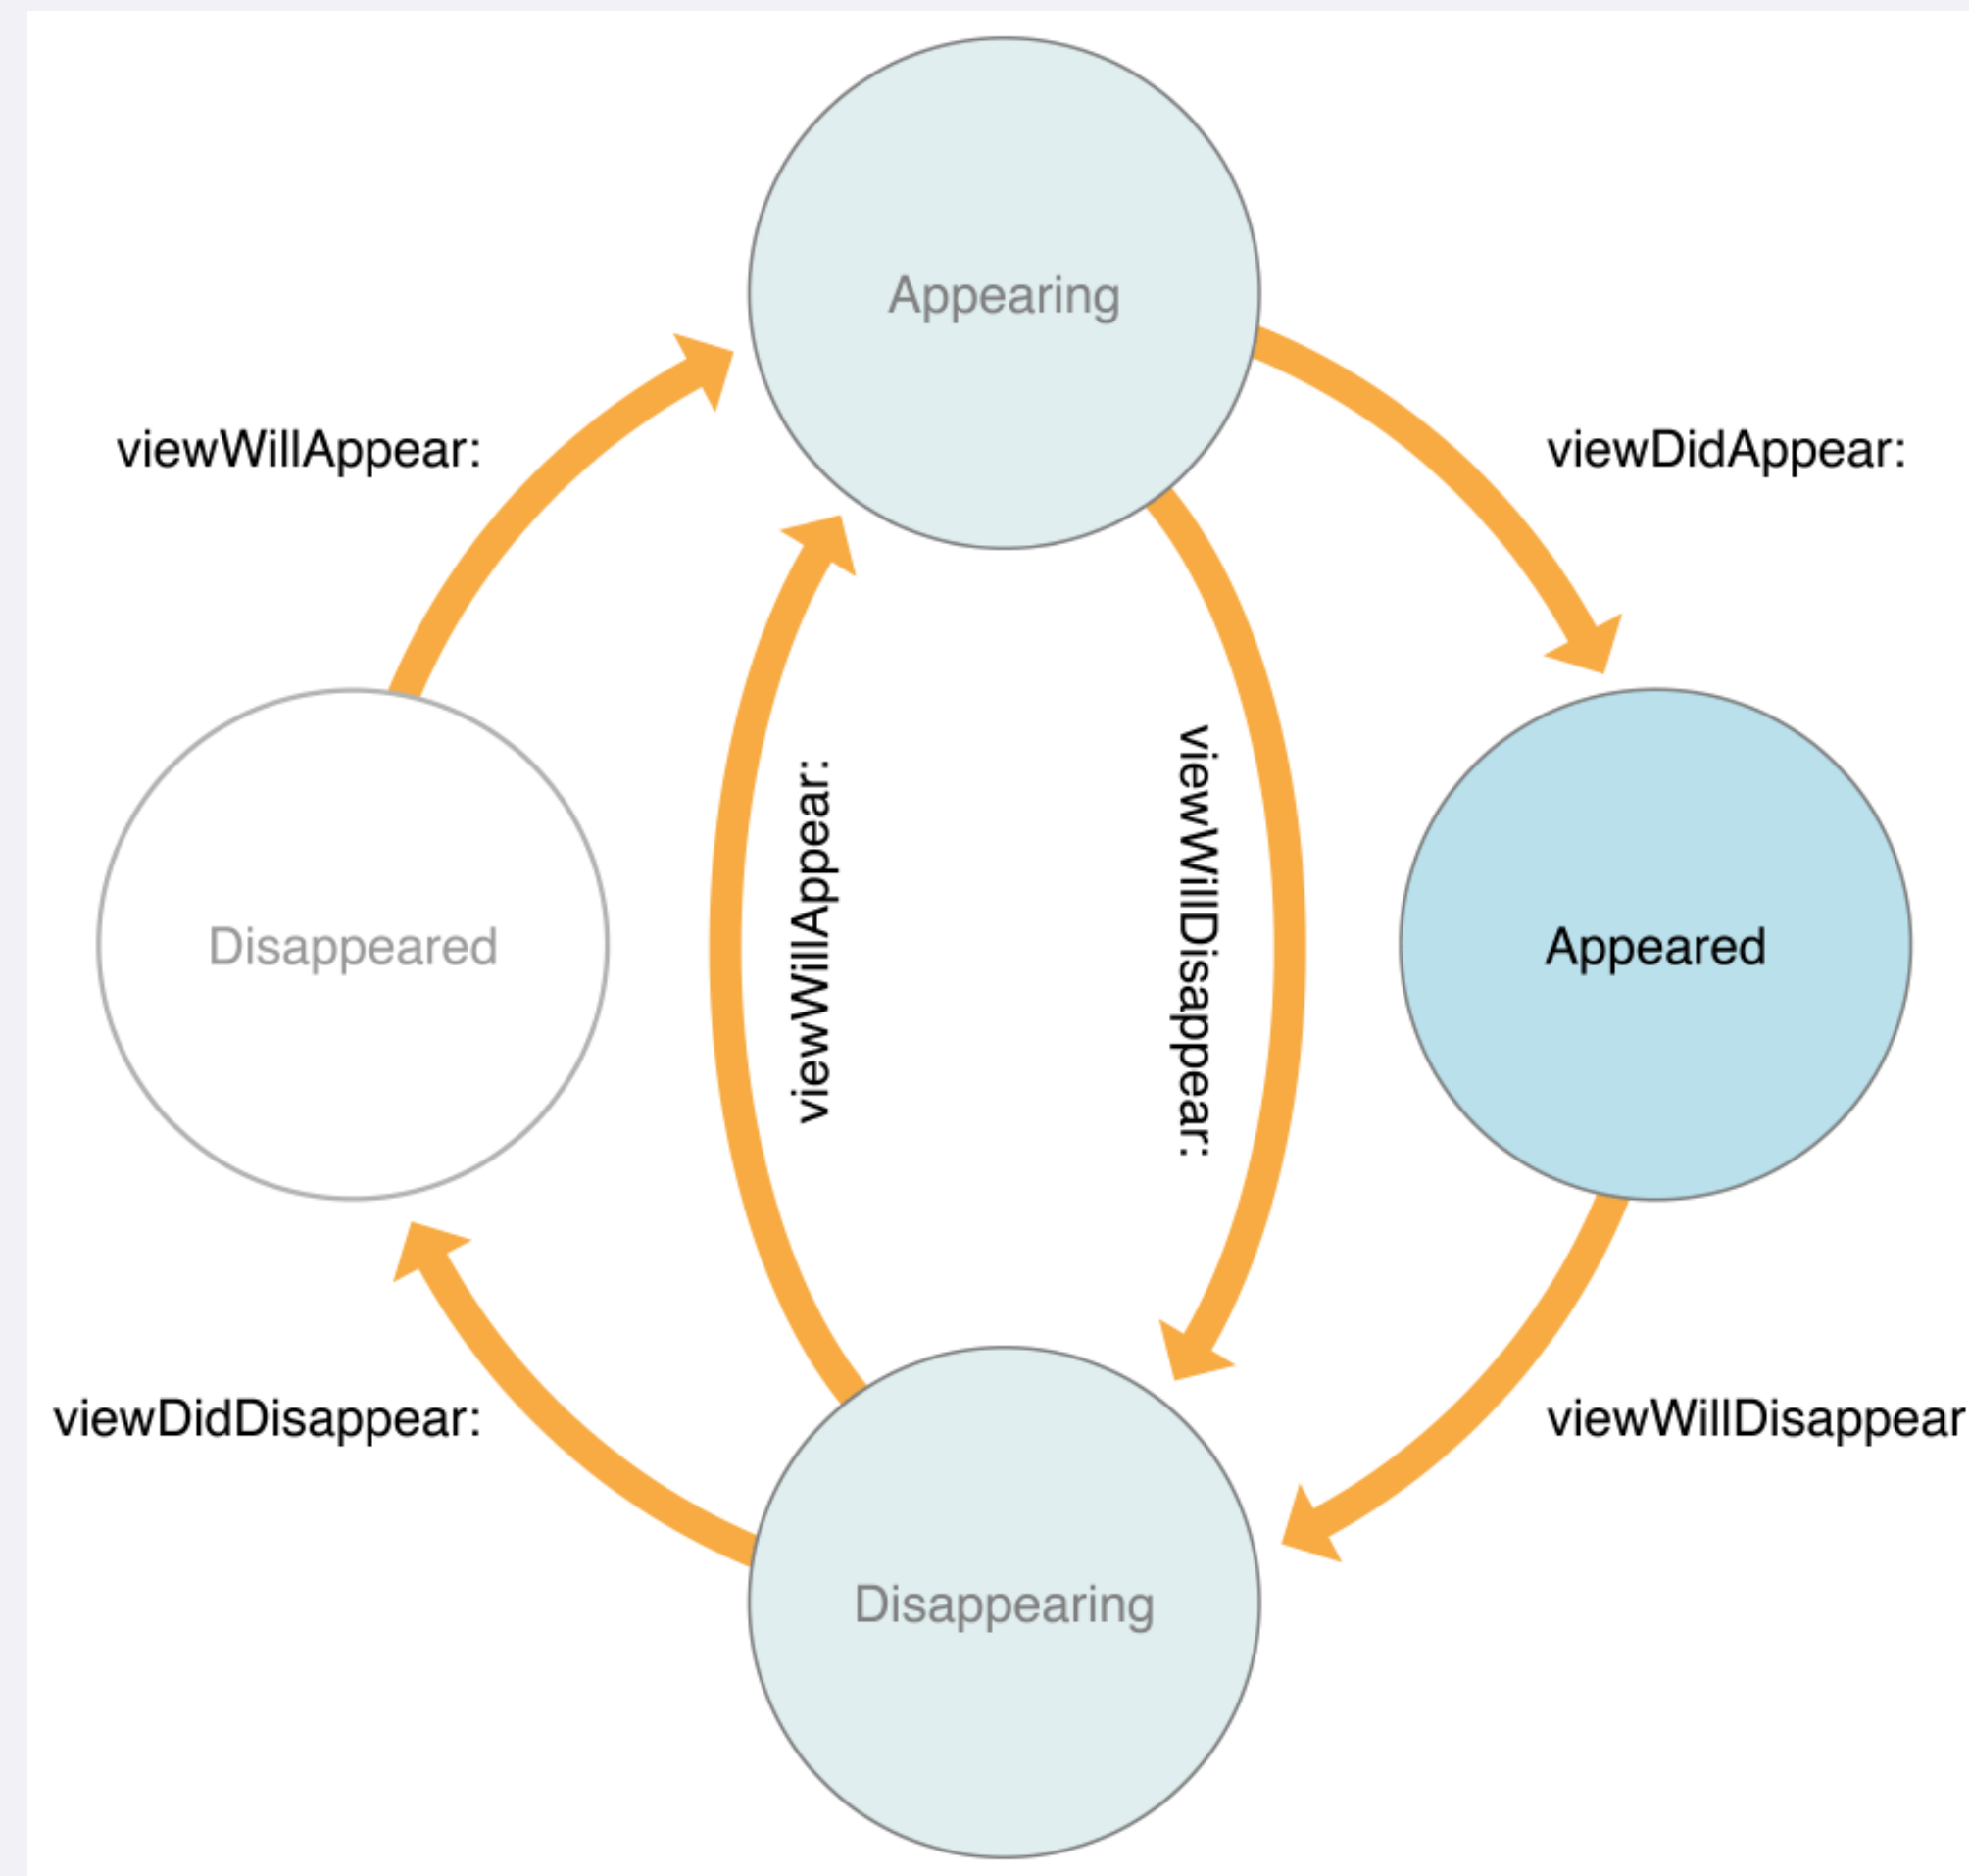 Appearing
viewWillAppear:
viewDidAppear:
viewWillAppear:
viewWillDisappear:
Disappeared
Appeared
viewDidDisappear:
viewWillDisappear
Disappearing